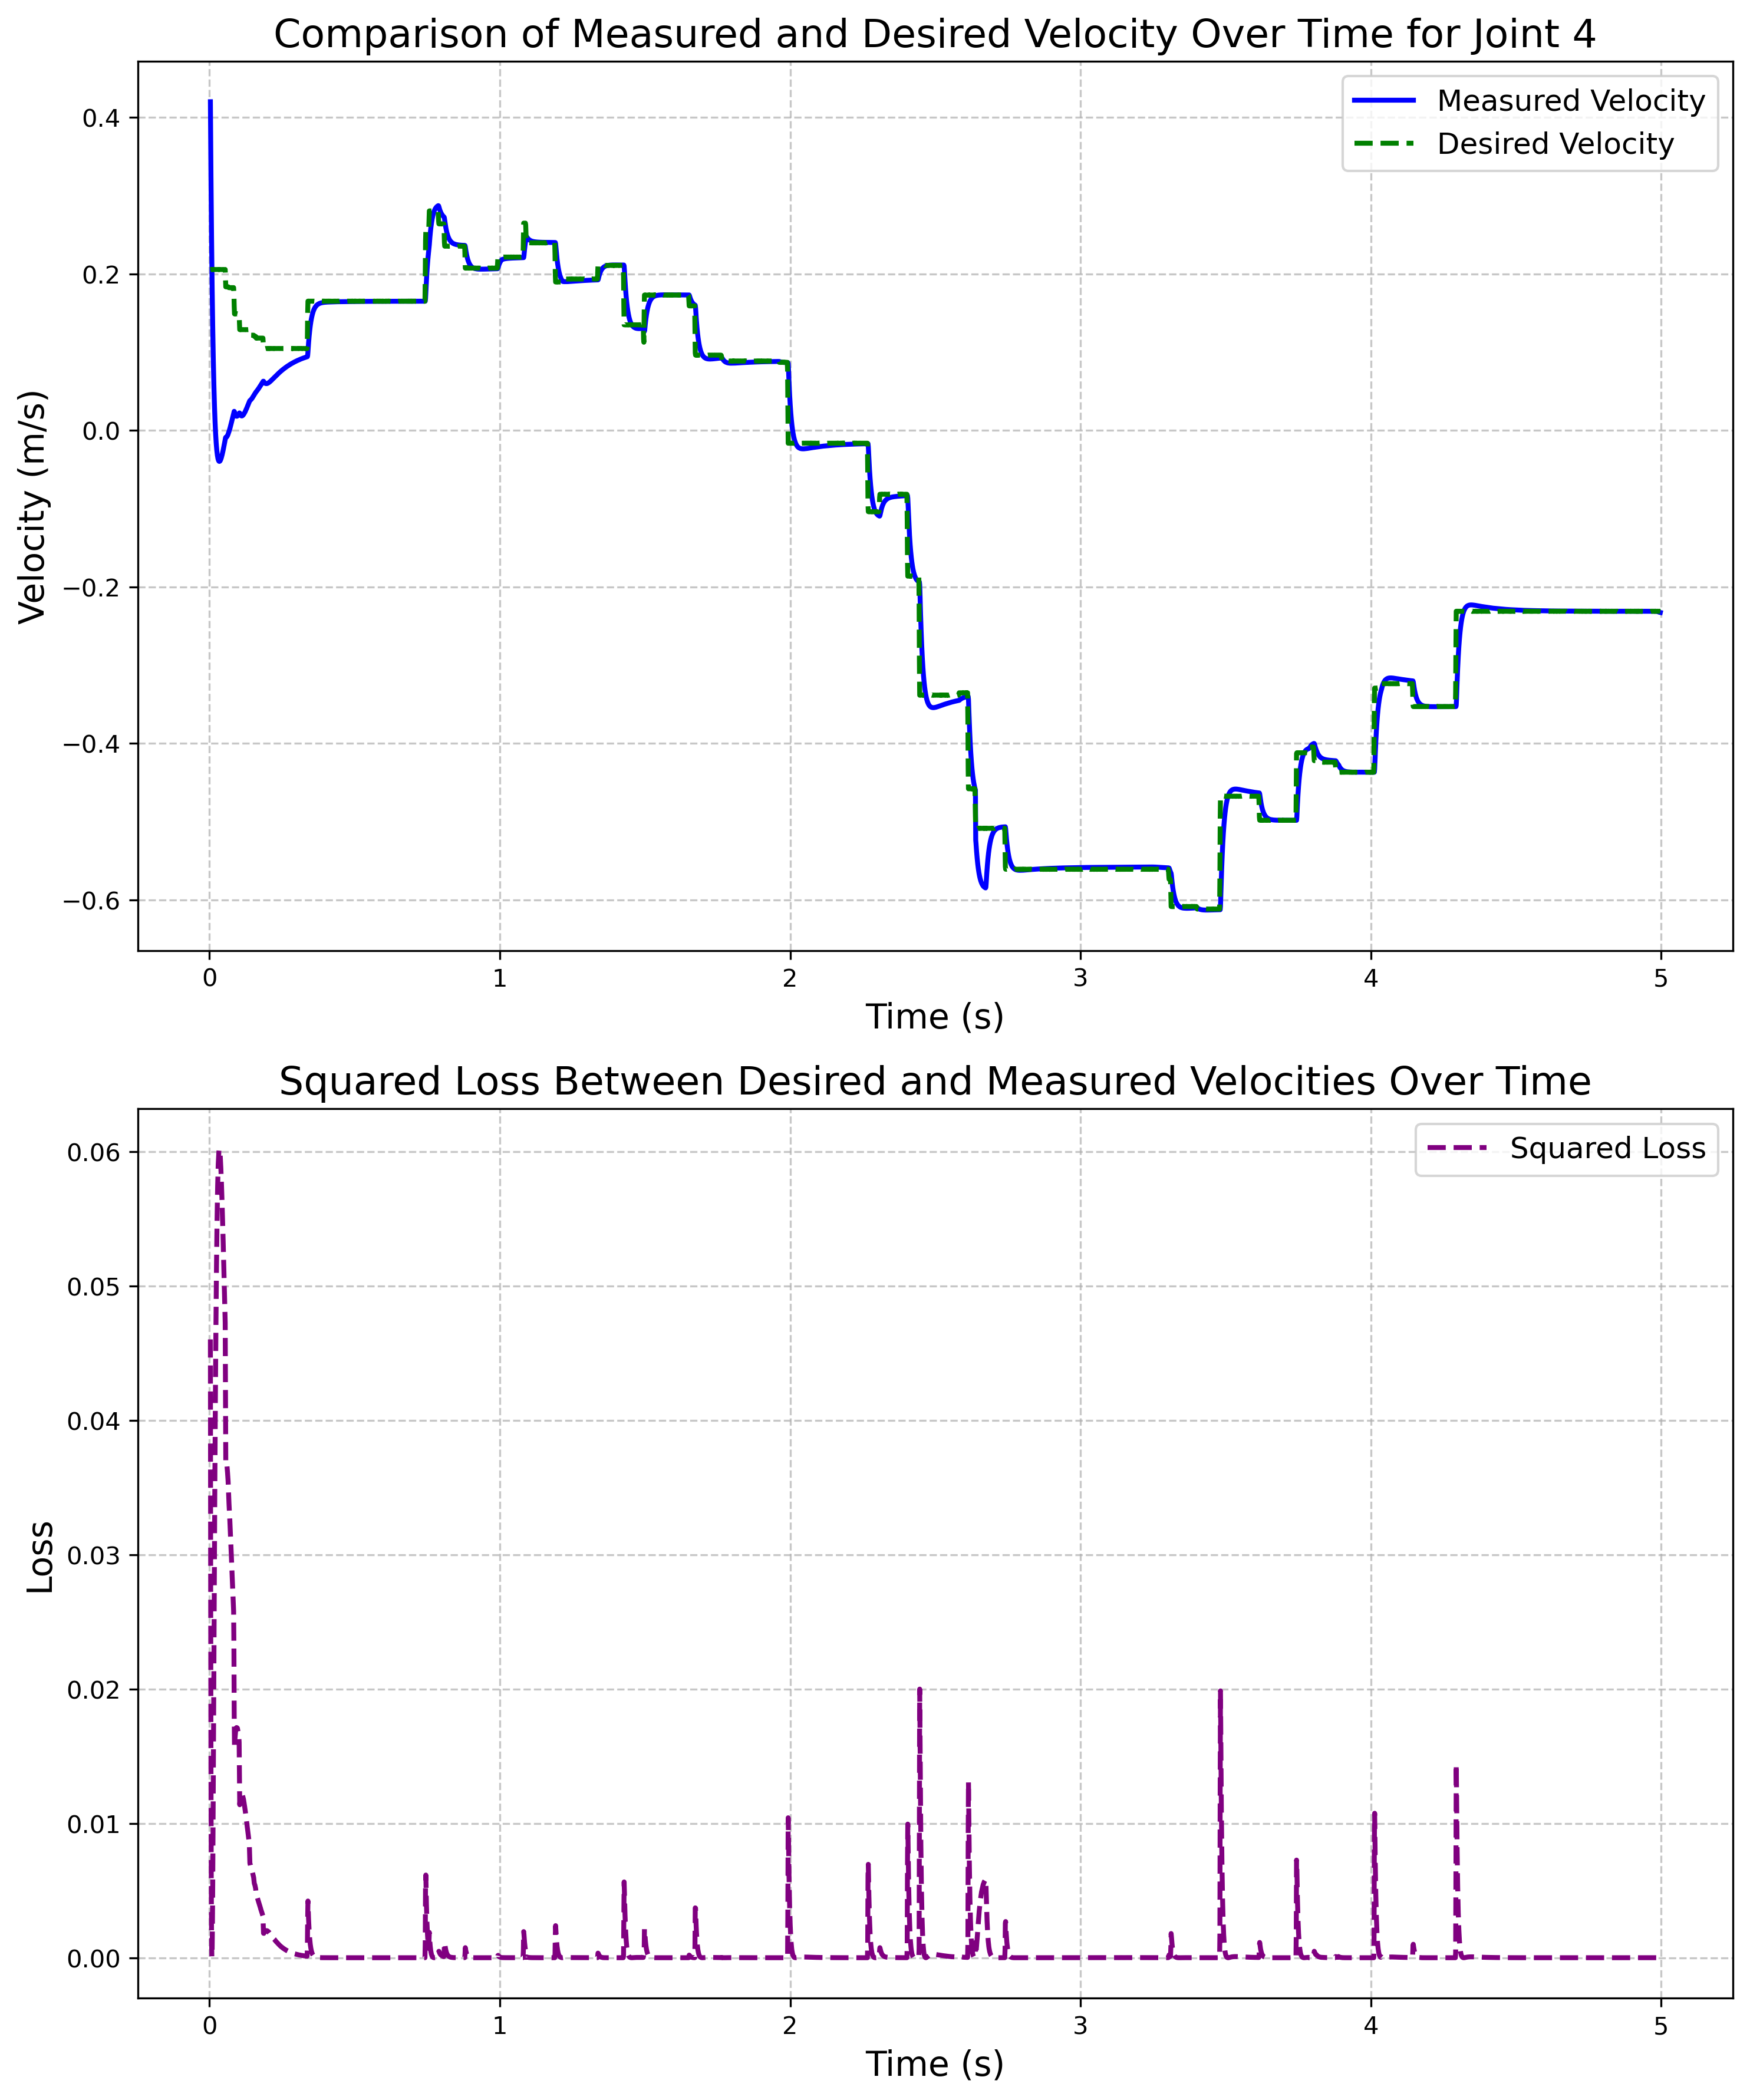 Comparison of Measured and Desired Velocity Over Time for Joint 4
Measured Velocity
Desired Velocity
Velocity (m/s)
0.4
0.2
0.0
−0.2
−0.4
−0.6
0 1 2 3 4 5
Time (s)
Squared Loss Between Desired and Measured Velocities Over Time
Squared Loss
Loss
0.06
0.05
0.04
0.03
0.02
0.01
0.00
0 1 2 3 4 5
Time (s)